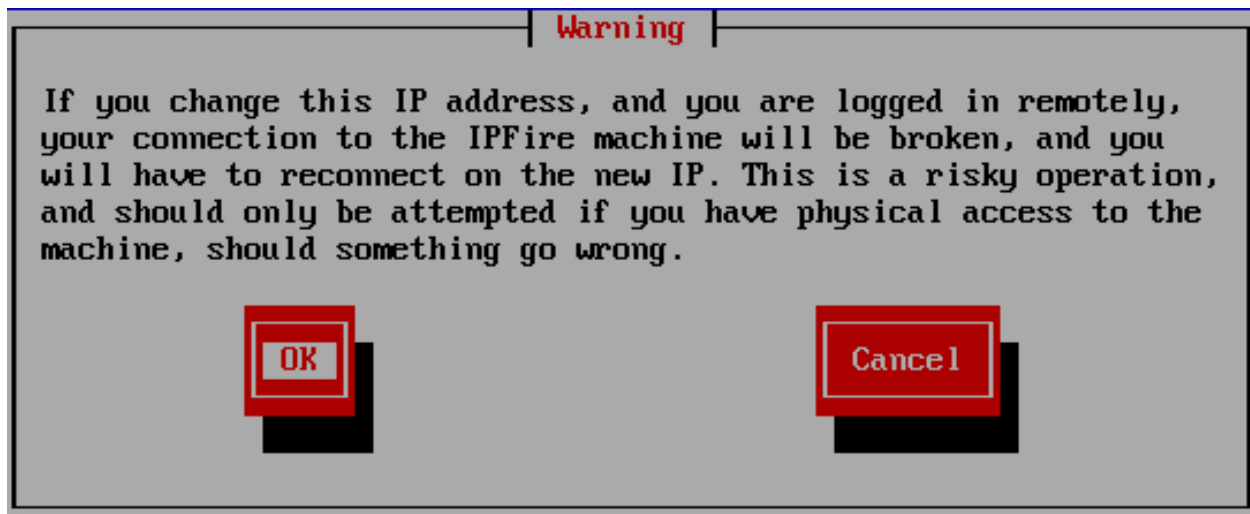 Warning
If you change this IP address, and you are logged in remotely,
your connection to the IPFire machine will be broken, and you
will have to reconnect on the new IP. This is a risky operation,
and should only be attempted if you have physical access to the
machine, should something go wrong.
OK
Cancel